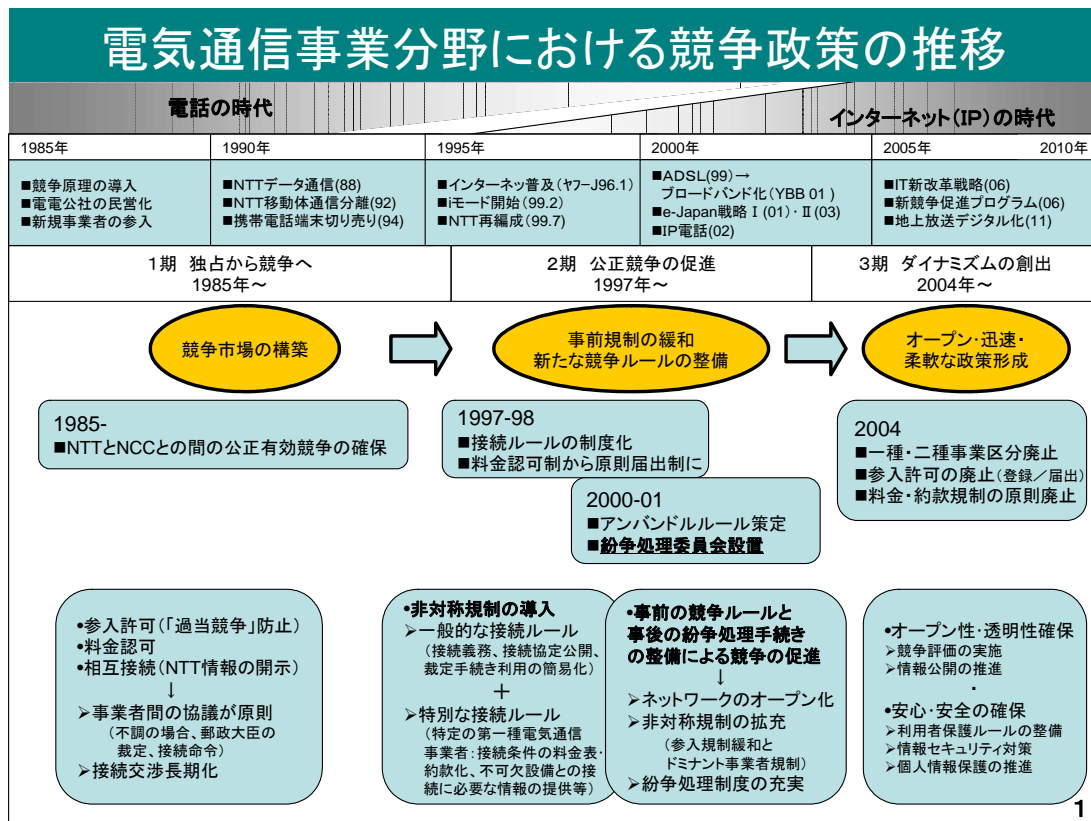 電気通信事業分野における競争政策の推移
電話の時代
インターネット(IP)の時代
1985年
1990年
1995年
2000年
2005年
2010年
■競争原理の導入
■電電公社の民営化
■新規事業者の参入
■NTTデータ通信(88)
■NTT移動体通信分離(92)
■携帯電話端末切り売り(94)
■インターネッ普及(ヤフーJ96.1)
■iモード開始(99.2)
■NTT再編成(99.7)
■ADSL(99)→
ブロードバンド化(YBB 01 )
■e-Japan戦略Ⅰ(01)・Ⅱ(03)
■IP電話(02)
■IT新改革戦略(06)
■新競争促進プログラム(06)
■地上放送デジタル化(11)
1期 独占から競争へ
1985年~
2期 公正競争の促進
1997年~
3期 ダイナミズムの創出
2004年~
競争市場の構築
事前規制の緩和
新たな競争ルールの整備
オープン・迅速・
柔軟な政策形成
1985-
■NTTとNCCとの間の公正有効競争の確保
1997-98
■接続ルールの制度化
■料金認可制から原則届出制に
2000-01
■アンバンドルルール策定
■紛争処理委員会設置
2004
■一種・二種事業区分廃止
■参入許可の廃止(登録/届出)
■料金・約款規制の原則廃止
•参入許可(「過当競争」防止)
•料金認可
•相互接続(NTT情報の開示)
↓
➢事業者間の協議が原則
(不調の場合、郵政大臣の
裁定、接続命令)
➢接続交渉長期化
•非対称規制の導入
➢一般的な接続ルール
(接続義務、接続協定公開、
裁定手続き利用の簡易化)
+
➢特別な接続ルール
(特定の第一種電気通信
事業者:接続条件の料金表・
約款化、不可欠設備との接
続に必要な情報の提供等)
•事前の競争ルールと
事後の紛争処理手続き
の整備による競争の促進
↓
➢ネットワークのオープン化
➢非対称規制の拡充
(参入規制緩和と
ドミナント事業者規制)
➢紛争処理制度の充実
•オープン性・透明性確保
➢競争評価の実施
➢情報公開の推進
・
•安心・安全の確保
➢利用者保護ルールの整備
➢情報セキュリティ対策
➢個人情報保護の推進
1